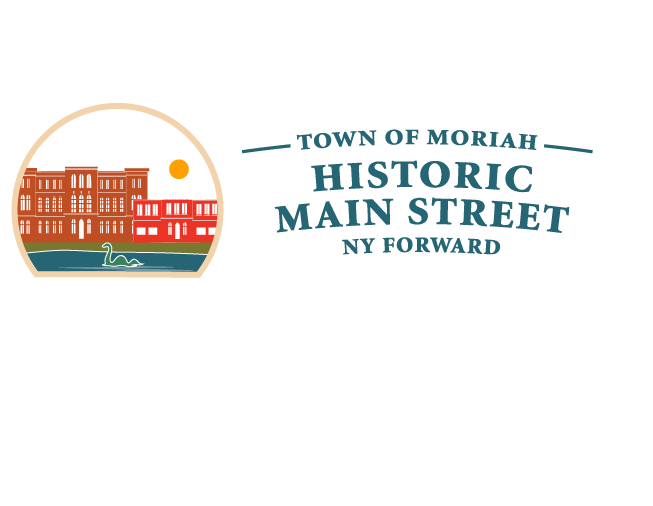 TOWN OF MORIAH
HISTORIC
MAIN STREET
NY FORWARD